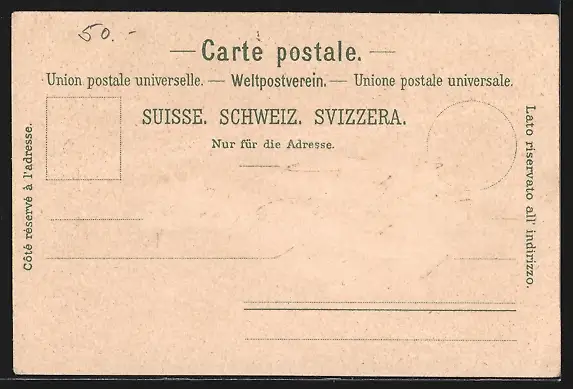 50.-
— Carte postale. —
Union postale universelle. — Weltpostverein. — Unione postale universale.
SUISSE. SCHWEIZ. SVIZZERA.
Nur für die Adresse.
Côté réservé à l'adresse.
Lato riservato all' indirizzo.